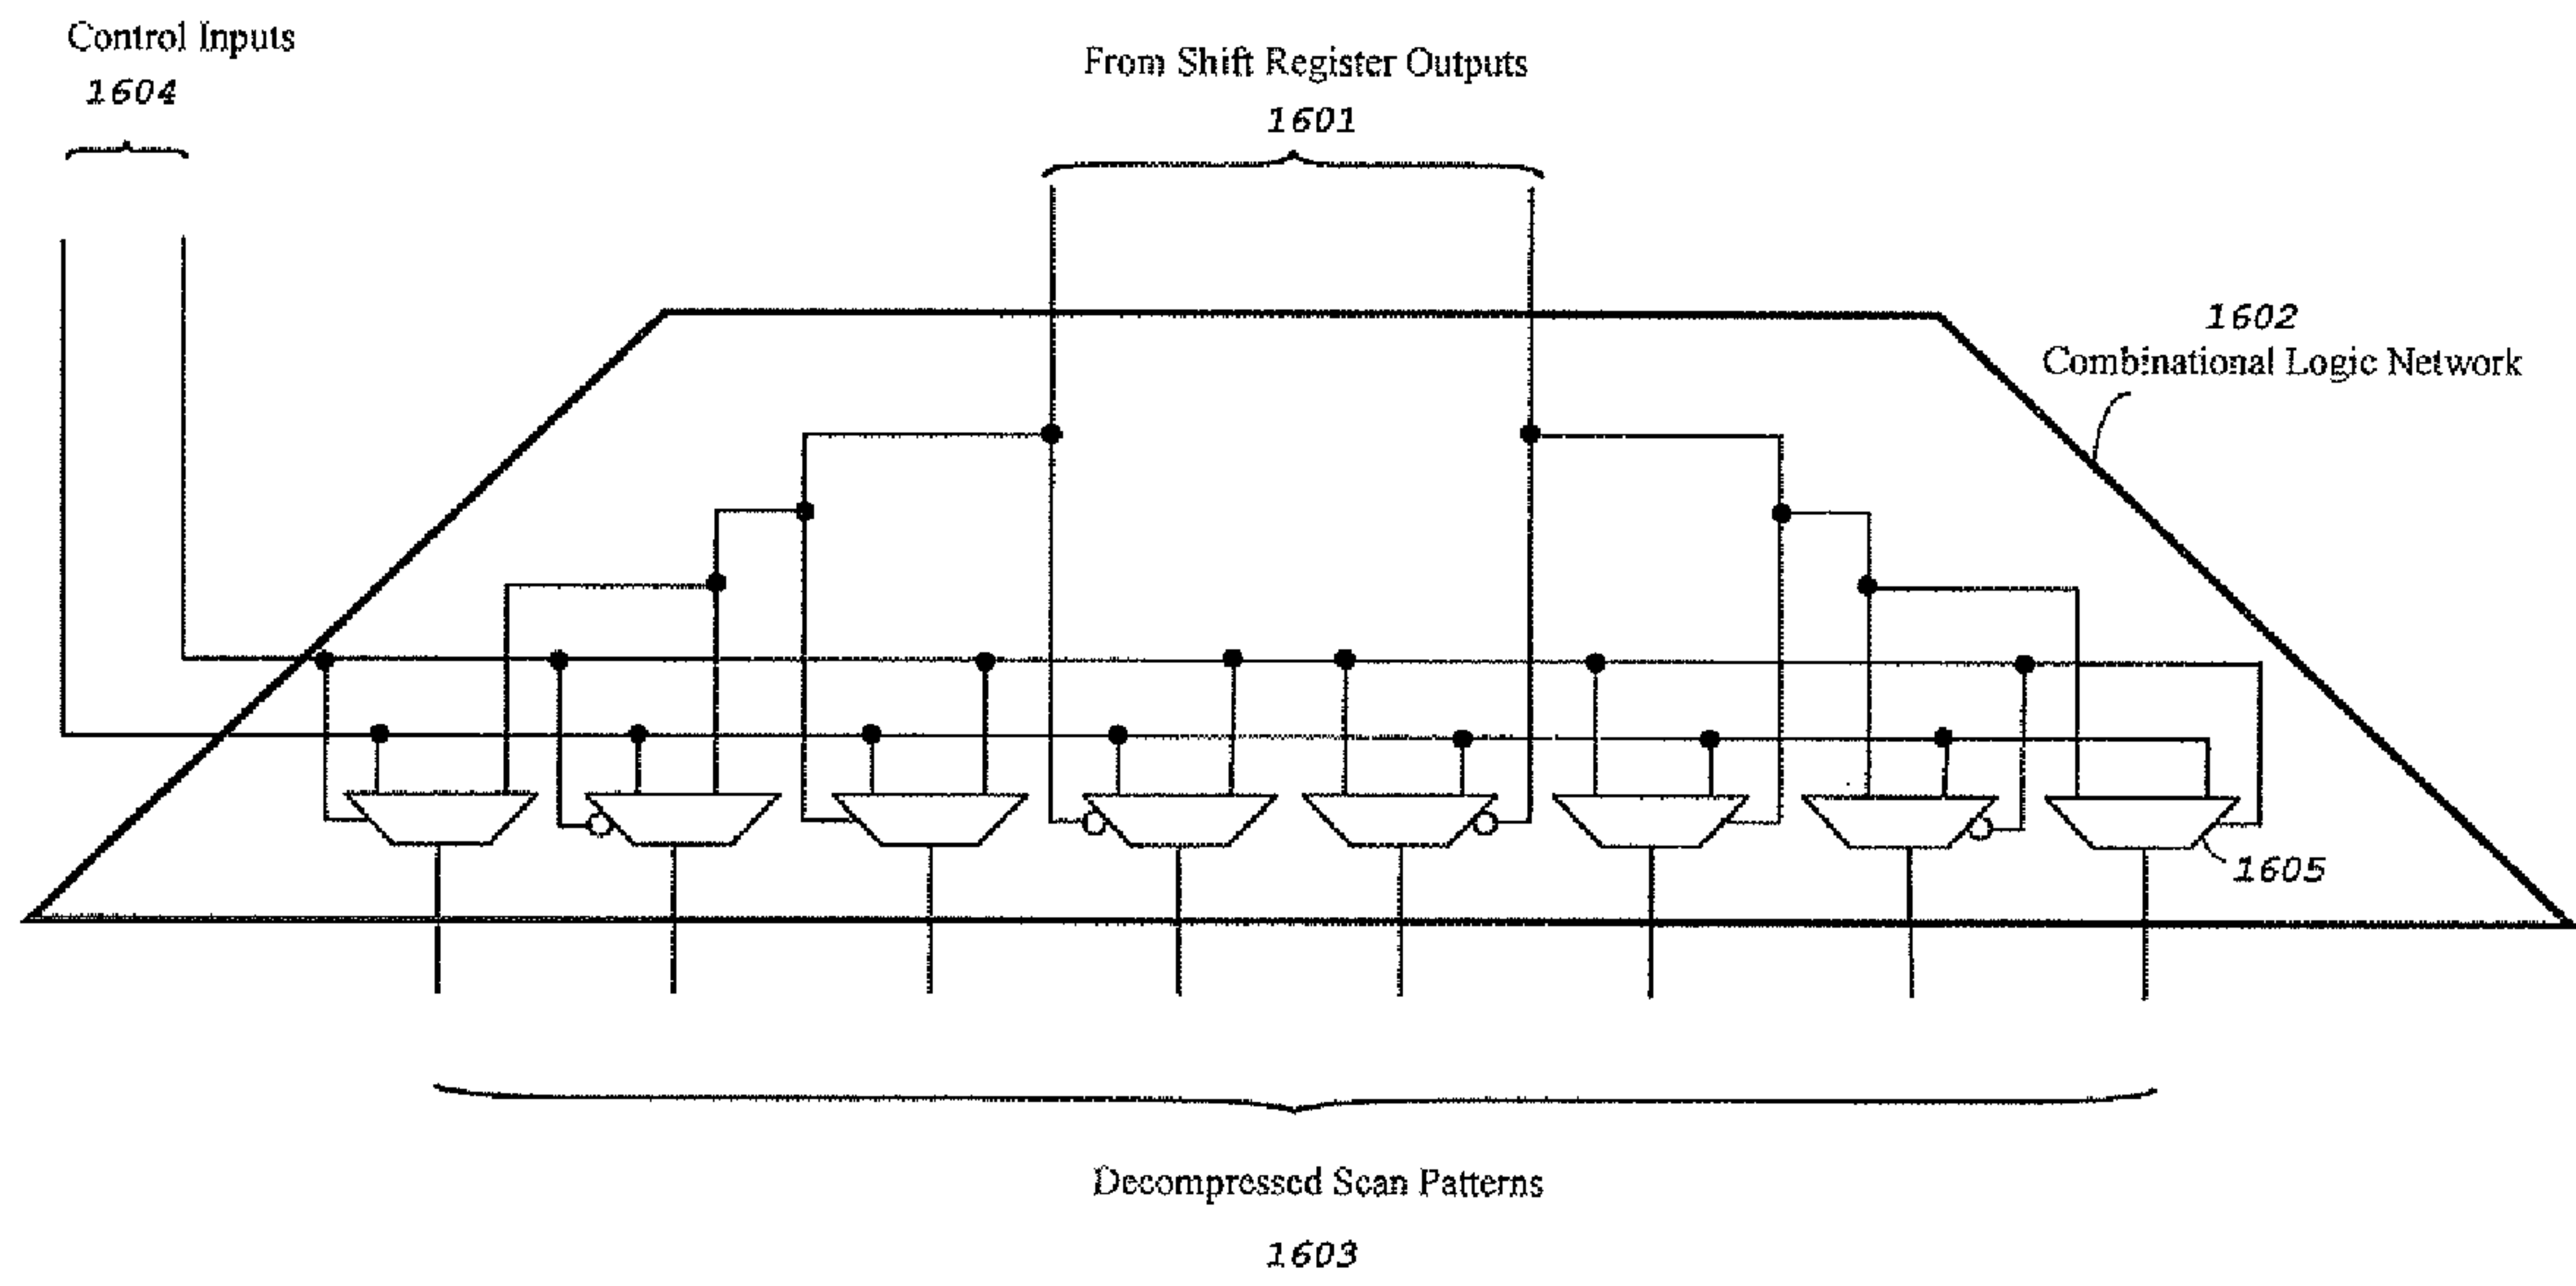 Control Inputs
1604
From Shift Register Outputs
1601
1602
Combinational Logic Network
1605
Decompressed Scan Patterns
1603